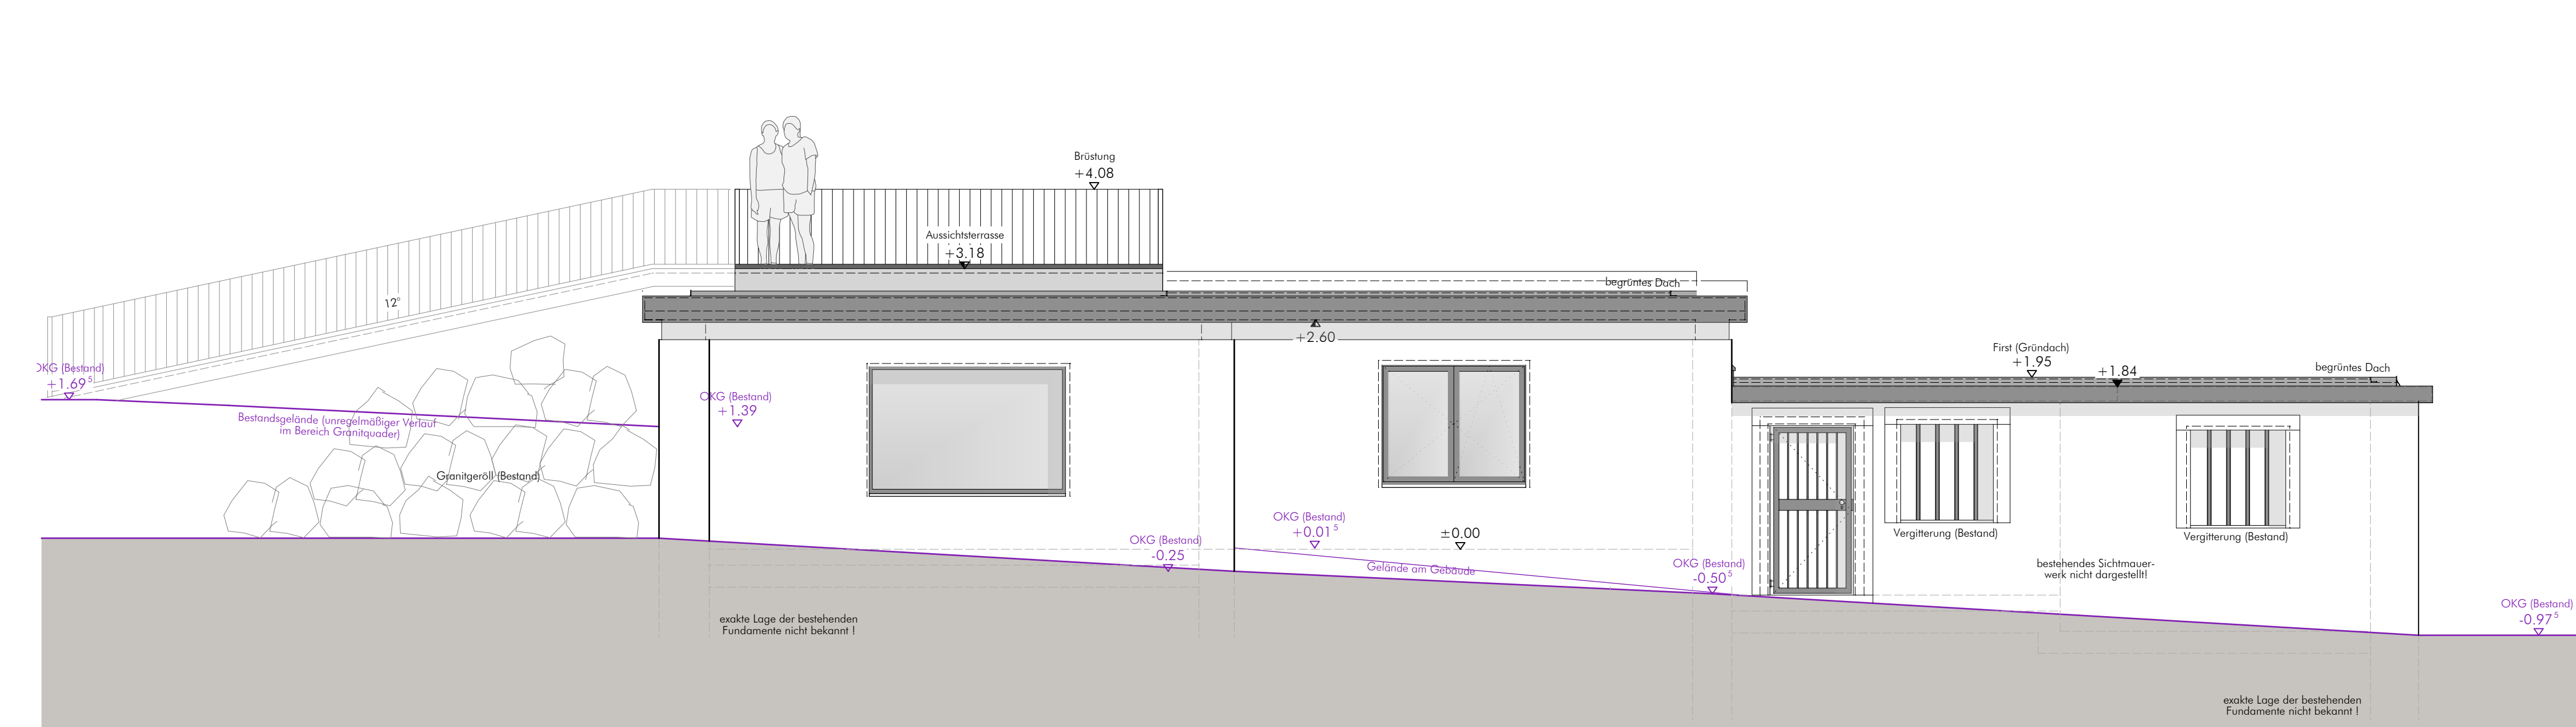 Brüstung
+4.08
Aussichtsterrasse
+3.18
begrüntes Dach
12°
+2.60
First (Gründach)
+1.95
+1.84
begrüntes Dach
OKG (Bestand)
+1.69⁵
OKG (Bestand)
+1.39
Bestandsgelände (unregelmäßiger Verlauf
im Bereich Granitquader)
Granitgeröll (Bestand)
OKG (Bestand)
+0.01⁵
±0.00
OKG (Bestand)
-0.25
Gelände am Gebäude
OKG (Bestand)
-0.50⁵
Vergitterung (Bestand)
Vergitterung (Bestand)
bestehendes Sichtmauer-
werk nicht dargestellt!
OKG (Bestand)
-0.97⁵
exakte Lage der bestehenden
Fundamente nicht bekannt !
exakte Lage der bestehenden
Fundamente nicht bekannt !